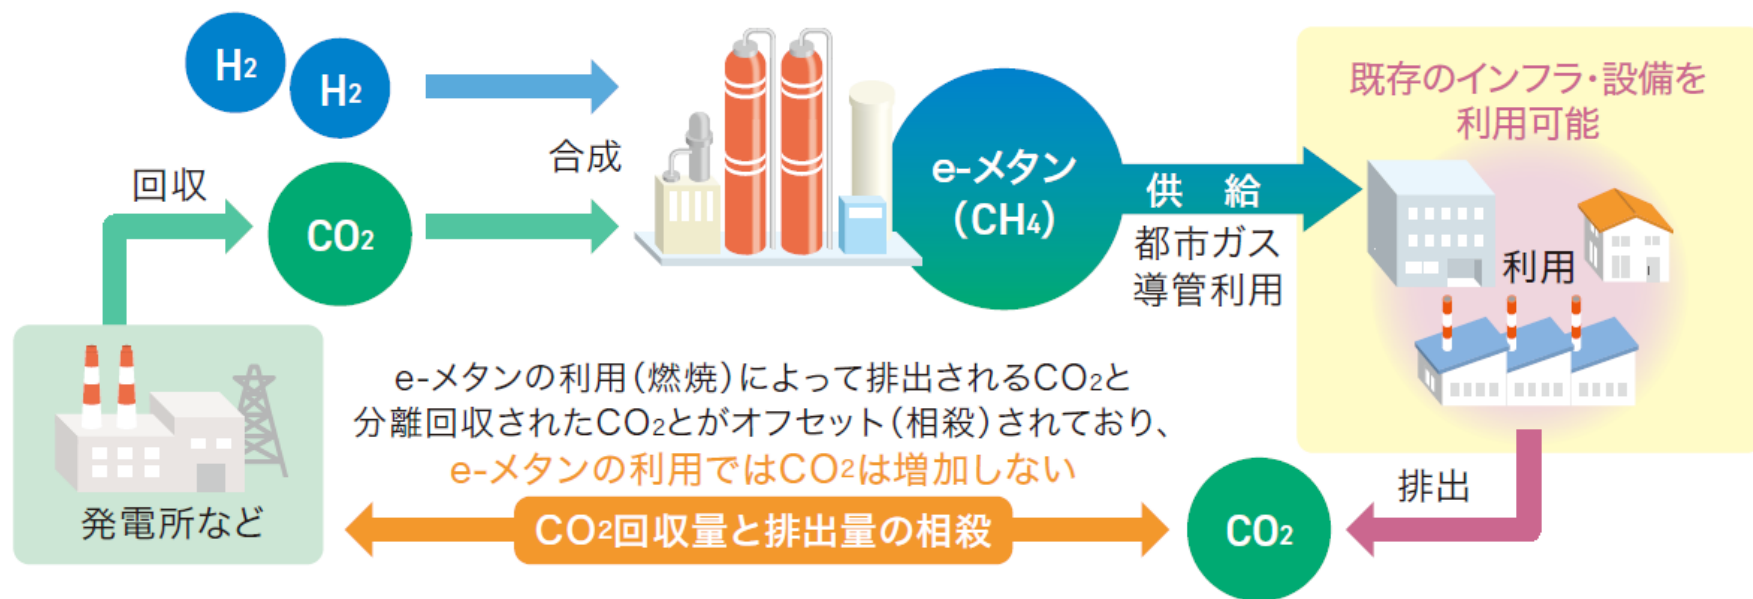 H2
H2
回収
CO2
合成
e-メタン
(CH4)
供 給
都市ガス
導管利用
既存のインフラ・設備を
利用可能
利用
発電所など
e-メタンの利用(燃焼)によって排出されるCO2と
分離回収されたCO2とがオフセット(相殺)されており、
e-メタンの利用ではCO2は増加しない
CO2回収量と排出量の相殺
CO2
排出